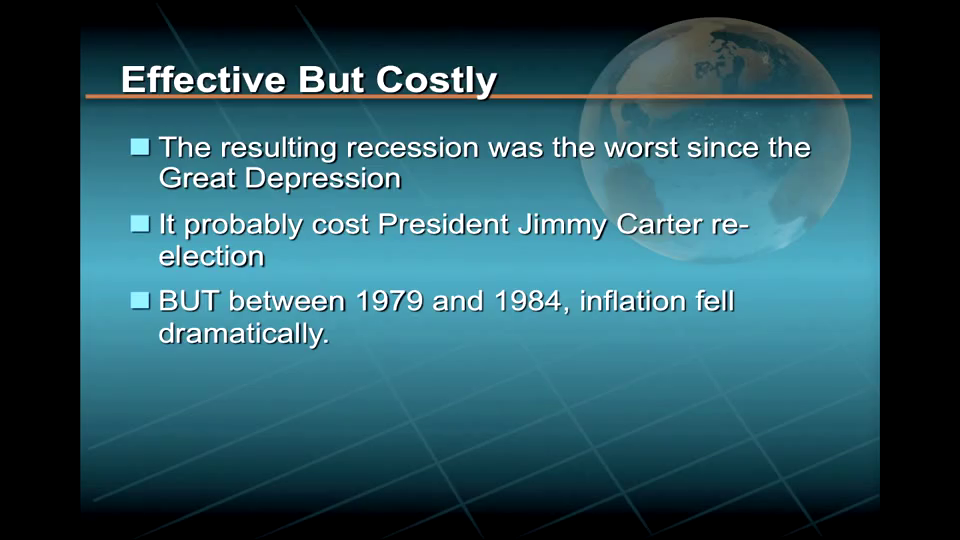 Effective But Costly
The resulting recession was the worst since the
Great Depression
It probably cost President Jimmy Carter re-
election
BUT between 1979 and 1984, inflation fell
dramatically.